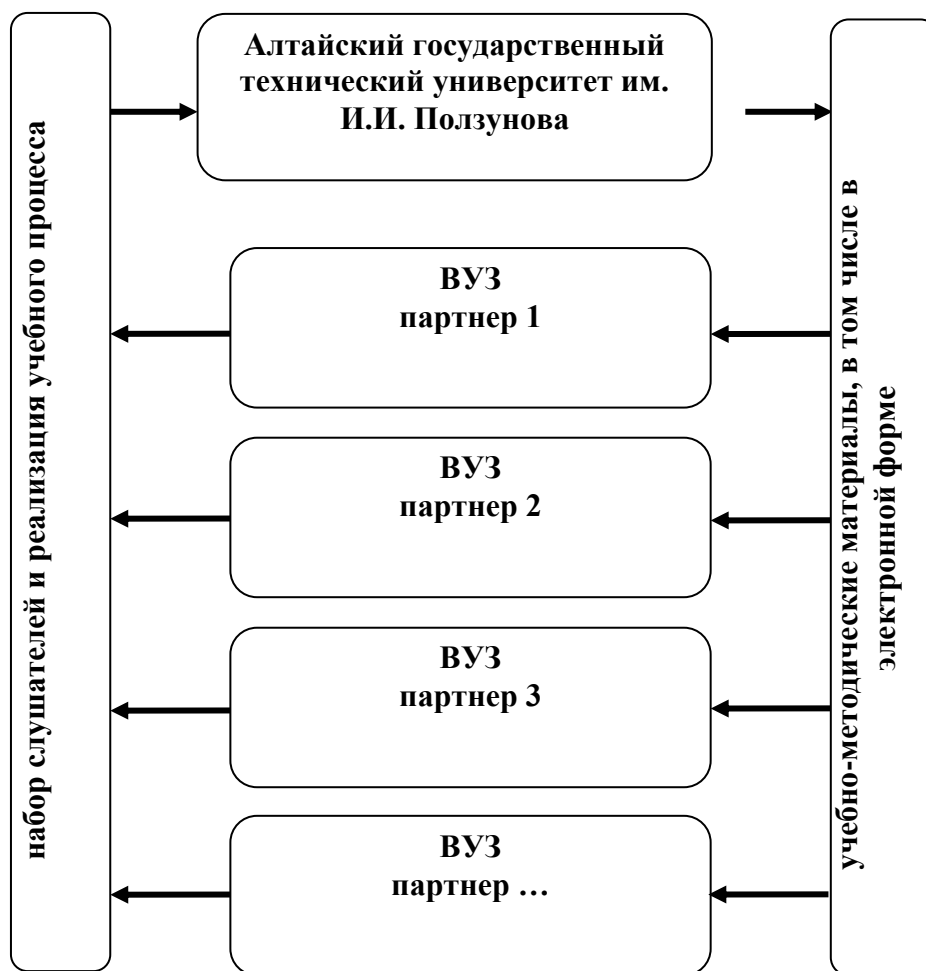 набор слушателей и реализация учебного процесса
Алтайский государственный
технический университет им.
И.И. Ползунова
ВУЗ
партнер 1
ВУЗ
партнер 2
ВУЗ
партнер 3
ВУЗ
партнер …
учебно-методические материалы, в том числе в
электронной форме